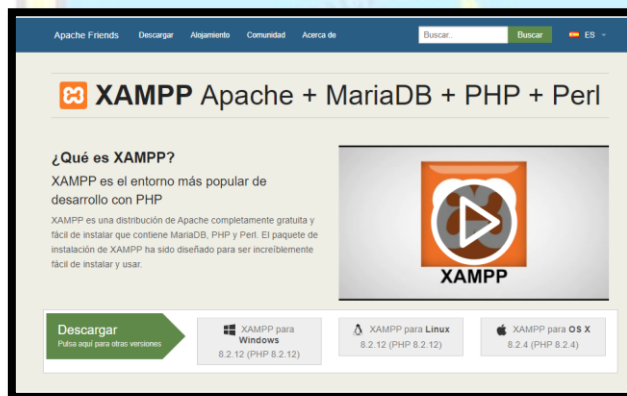 Apache Friends Descargar Alojamiento Comunidad Acerca de Buscar.. Buscar ES
XAMPP Apache + MariaDB + PHP + Perl
¿Qué es XAMPP?
XAMPP es el entorno más popular de
desarrollo con PHP
XAMPP es una distribución de Apache completamente gratuita y
fácil de instalar que contiene MariaDB, PHP y Perl. El paquete de
instalación de XAMPP ha sido diseñado para ser increíblemente
fácil de instalar y usar.
XAMPP
Descargar
Pulsa aquí para otras versiones
XAMPP para
Windows
8.2.12 (PHP 8.2.12)
XAMPP para Linux
8.2.12 (PHP 8.2.12)
XAMPP para OS X
8.2.4 (PHP 8.2.4)